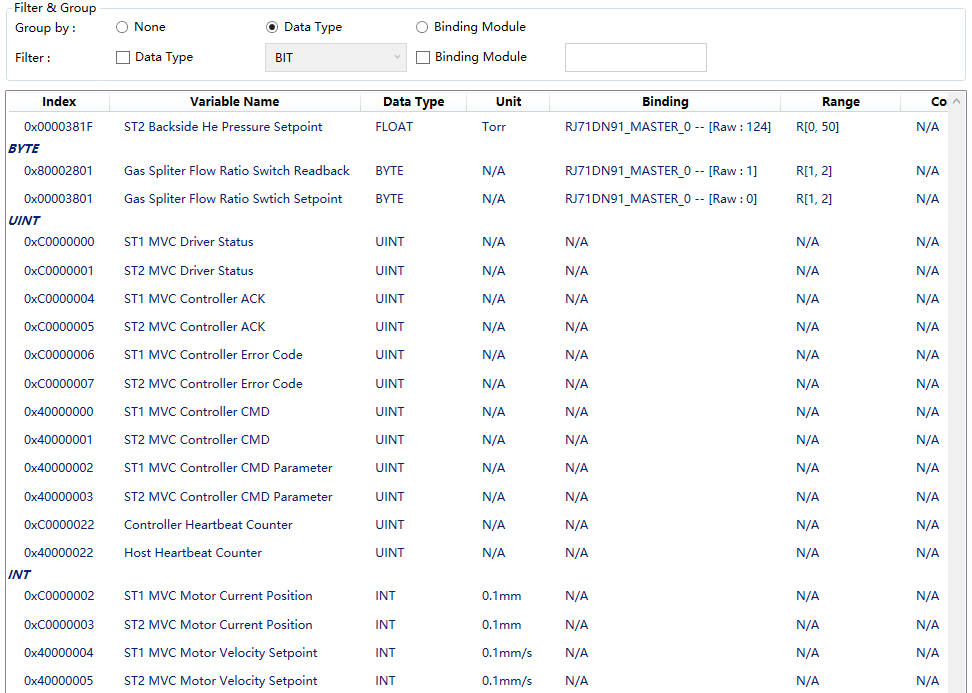 Filter & Group
Group by : None Data Type Binding Module
Filter : Data Type BIT Binding Module
Index Variable Name Data Type Unit Binding Range Co
0x0000381F ST2 Backside He Pressure Setpoint FLOAT Torr RJ71DN91_MASTER_0 -- [Raw : 124] R[0, 50] N/A
BYTE
0x80002801 Gas Spliter Flow Ratio Switch Readback BYTE N/A RJ71DN91_MASTER_0 -- [Raw : 1] R[1, 2] N/A
0x00003801 Gas Spliter Flow Ratio Swtich Setpoint BYTE N/A RJ71DN91_MASTER_0 -- [Raw : 0] R[1, 2] N/A
UINT
0xC0000000 ST1 MVC Driver Status UINT N/A N/A N/A N/A
0xC0000001 ST2 MVC Driver Status UINT N/A N/A N/A N/A
0xC0000004 ST1 MVC Controller ACK UINT N/A N/A N/A N/A
0xC0000005 ST2 MVC Controller ACK UINT N/A N/A N/A N/A
0xC0000006 ST1 MVC Controller Error Code UINT N/A N/A N/A N/A
0xC0000007 ST2 MVC Controller Error Code UINT N/A N/A N/A N/A
0x40000000 ST1 MVC Controller CMD UINT N/A N/A N/A N/A
0x40000001 ST2 MVC Controller CMD UINT N/A N/A N/A N/A
0x40000002 ST1 MVC Controller CMD Parameter UINT N/A N/A N/A N/A
0x40000003 ST2 MVC Controller CMD Parameter UINT N/A N/A N/A N/A
0xC0000022 Controller Heartbeat Counter UINT N/A N/A N/A N/A
0x40000022 Host Heartbeat Counter UINT N/A N/A N/A N/A
INT
0xC0000002 ST1 MVC Motor Current Position INT 0.1mm N/A N/A N/A
0xC0000003 ST2 MVC Motor Current Position INT 0.1mm N/A N/A N/A
0x40000004 ST1 MVC Motor Velocity Setpoint INT 0.1mm/s N/A N/A N/A
0x40000005 ST2 MVC Motor Velocity Setpoint INT 0.1mm/s N/A N/A N/A